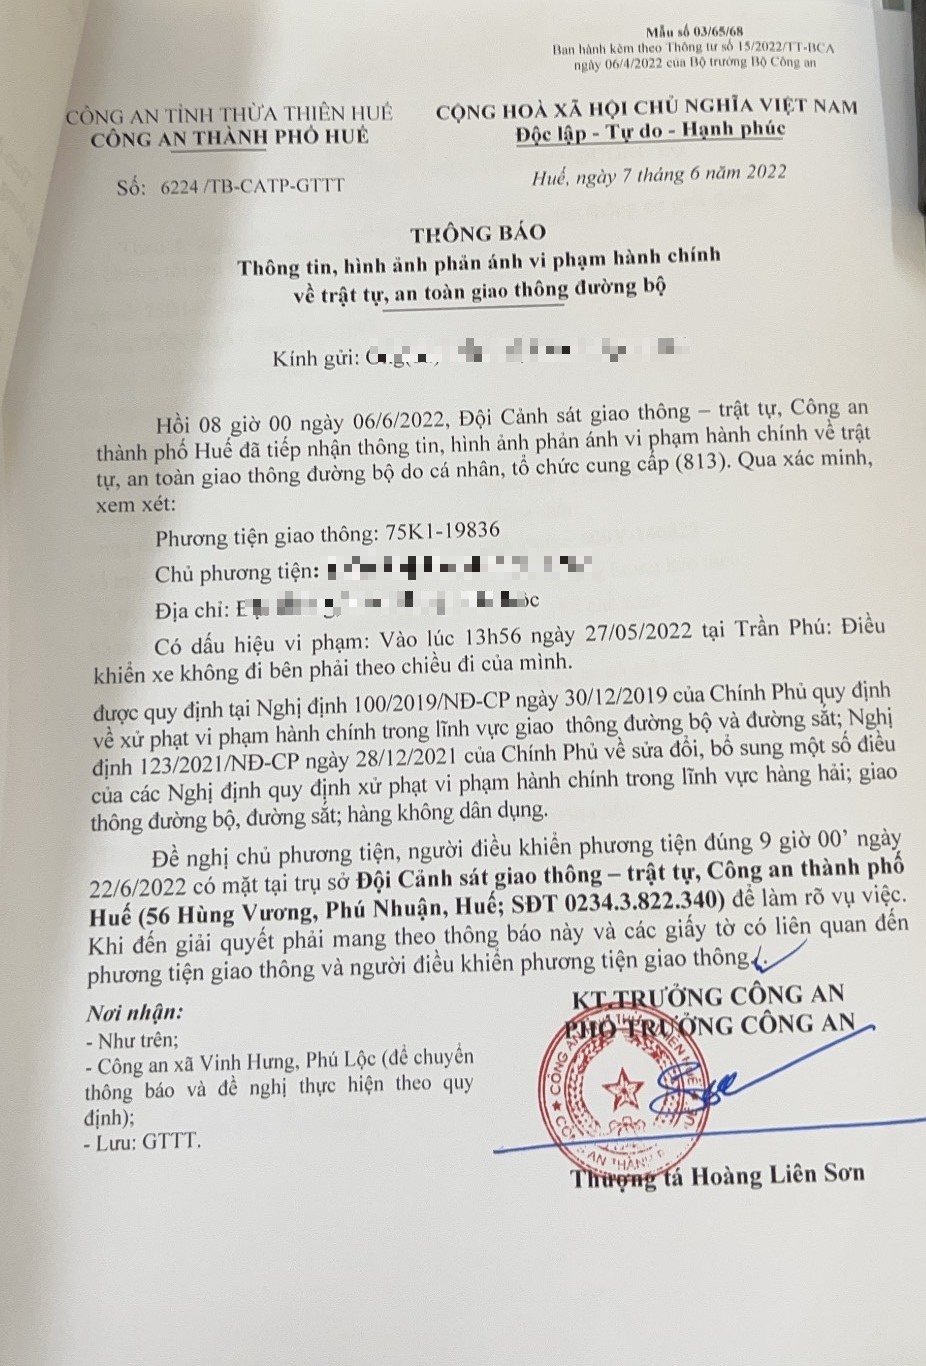 Mẫu số 03/65/68
Ban hành kèm theo Thông tư số 15/2022/TT-BCA
ngày 06/4/2022 của Bộ trưởng Bộ Công an
CÔNG AN TỈNH THỪA THIÊN HUẾ
CÔNG AN THÀNH PHỐ HUẾ
Số: 6224 /TB-CATP-GTTT
CỘNG HOÀ XÃ HỘI CHỦ NGHĨA VIỆT NAM
Độc lập - Tự do - Hạnh phúc
Huế, ngày 7 tháng 6 năm 2022
THÔNG BÁO
Thông tin, hình ảnh phản ánh vi phạm hành chính
về trật tự, an toàn giao thông đường bộ
Kính gửi:
Hồi 08 giờ 00 ngày 06/6/2022, Đội Cảnh sát giao thông – trật tự, Công an
thành phố Huế đã tiếp nhận thông tin, hình ảnh phản ánh vi phạm hành chính về trật
tự, an toàn giao thông đường bộ do cá nhân, tổ chức cung cấp (813). Qua xác minh,
xem xét:
Phương tiện giao thông: 75K1-19836
Chủ phương tiện:
Địa chỉ:
Có dấu hiệu vi phạm: Vào lúc 13h56 ngày 27/05/2022 tại Trần Phú: Điều
khiển xe không đi bên phải theo chiều đi của mình.
được quy định tại Nghị định 100/2019/NĐ-CP ngày 30/12/2019 của Chính Phủ quy định
về xử phạt vi phạm hành chính trong lĩnh vực giao thông đường bộ và đường sắt; Nghị
định 123/2021/NĐ-CP ngày 28/12/2021 của Chính Phủ về sửa đổi, bổ sung một số điều
của các Nghị định quy định xử phạt vi phạm hành chính trong lĩnh vực hàng hải; giao
thông đường bộ, đường sắt; hàng không dân dụng.
Đề nghị chủ phương tiện, người điều khiển phương tiện đúng 9 giờ 00’ ngày
22/6/2022 có mặt tại trụ sở Đội Cảnh sát giao thông – trật tự, Công an thành phố
Huế (56 Hùng Vương, Phú Nhuận, Huế; SĐT 0234.3.822.340) để làm rõ vụ việc.
Khi đến giải quyết phải mang theo thông báo này và các giấy tờ có liên quan đến
phương tiện giao thông và người điều khiển phương tiện giao thông.
Nơi nhận:
- Như trên;
- Công an xã Vinh Hưng, Phú Lộc (để chuyển
thông báo và đề nghị thực hiện theo quy
định);
- Lưu: GTTT.
KT.TRƯỞNG CÔNG AN
PHÓ TRƯỞNG CÔNG AN
Thượng tá Hoàng Liên Sơn